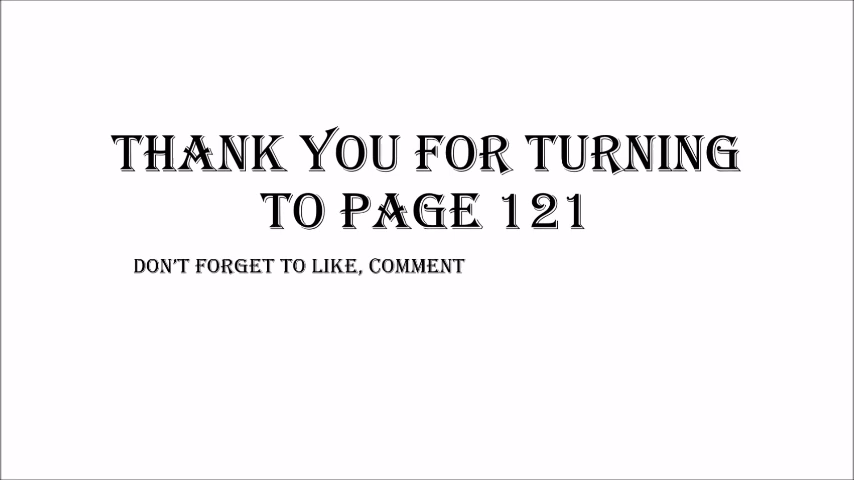 THANK YOU FOR TURNING
TO PAGE 121
DON'T FORGET TO LIKE, COMMENT